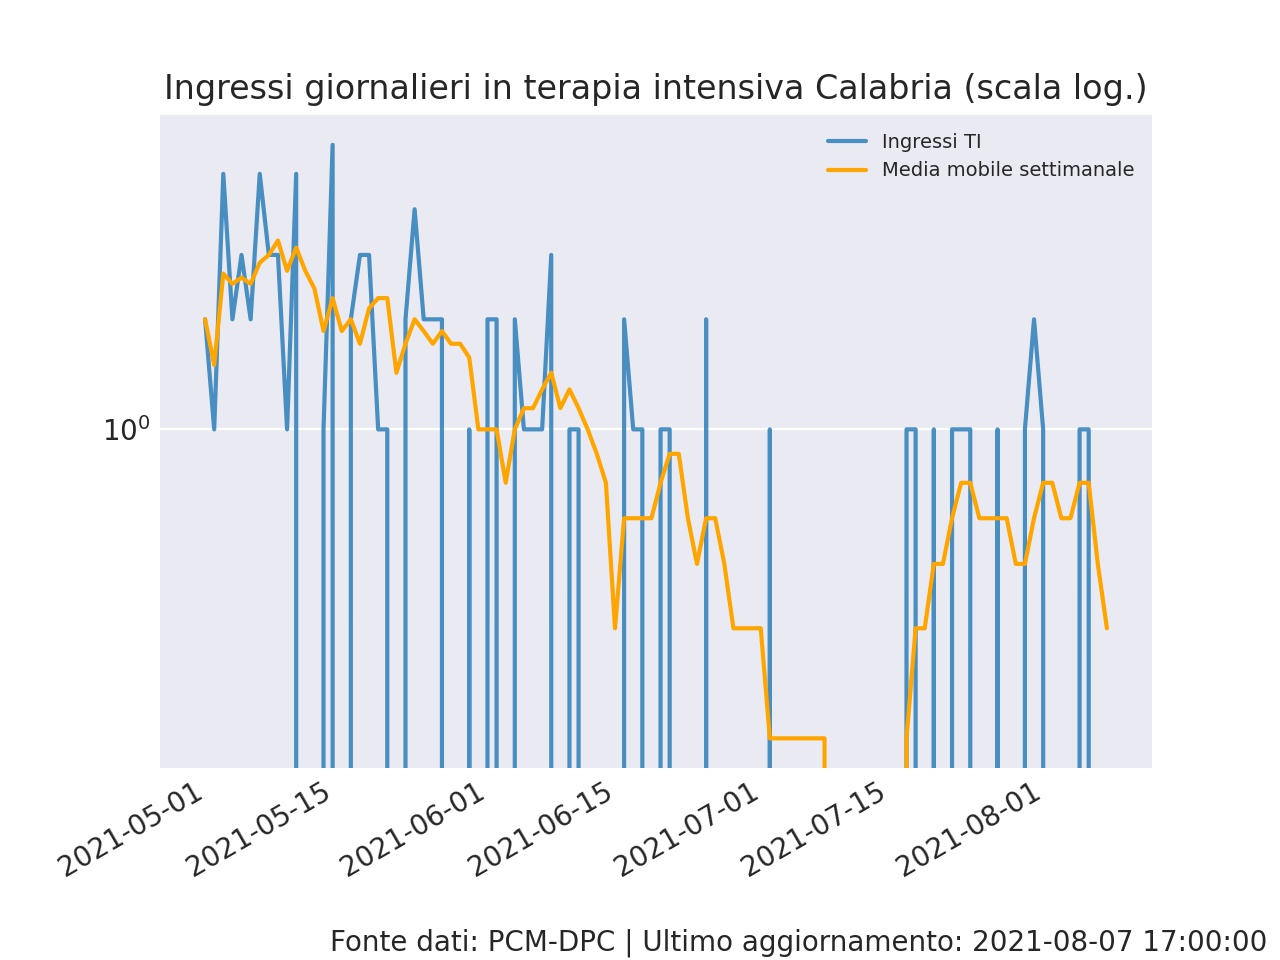 Ingressi giornalieri in terapia intensiva Calabria (scala log.)
Ingressi TI
Media mobile settimanale
10⁰
2021-05-01
2021-05-15
2021-06-01
2021-06-15
2021-07-01
2021-07-15
2021-08-01
Fonte dati: PCM-DPC | Ultimo aggiornamento: 2021-08-07 17:00:00